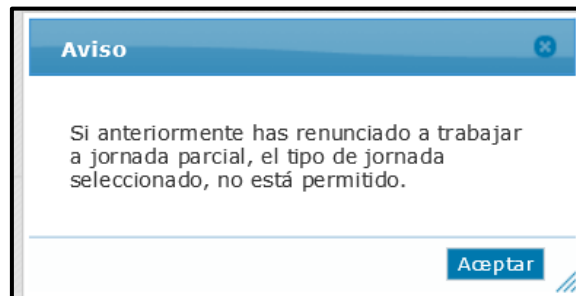 Aviso
Si anteriormente has renunciado a trabajar
a jornada parcial, el tipo de jornada
seleccionado, no está permitido.
Aceptar